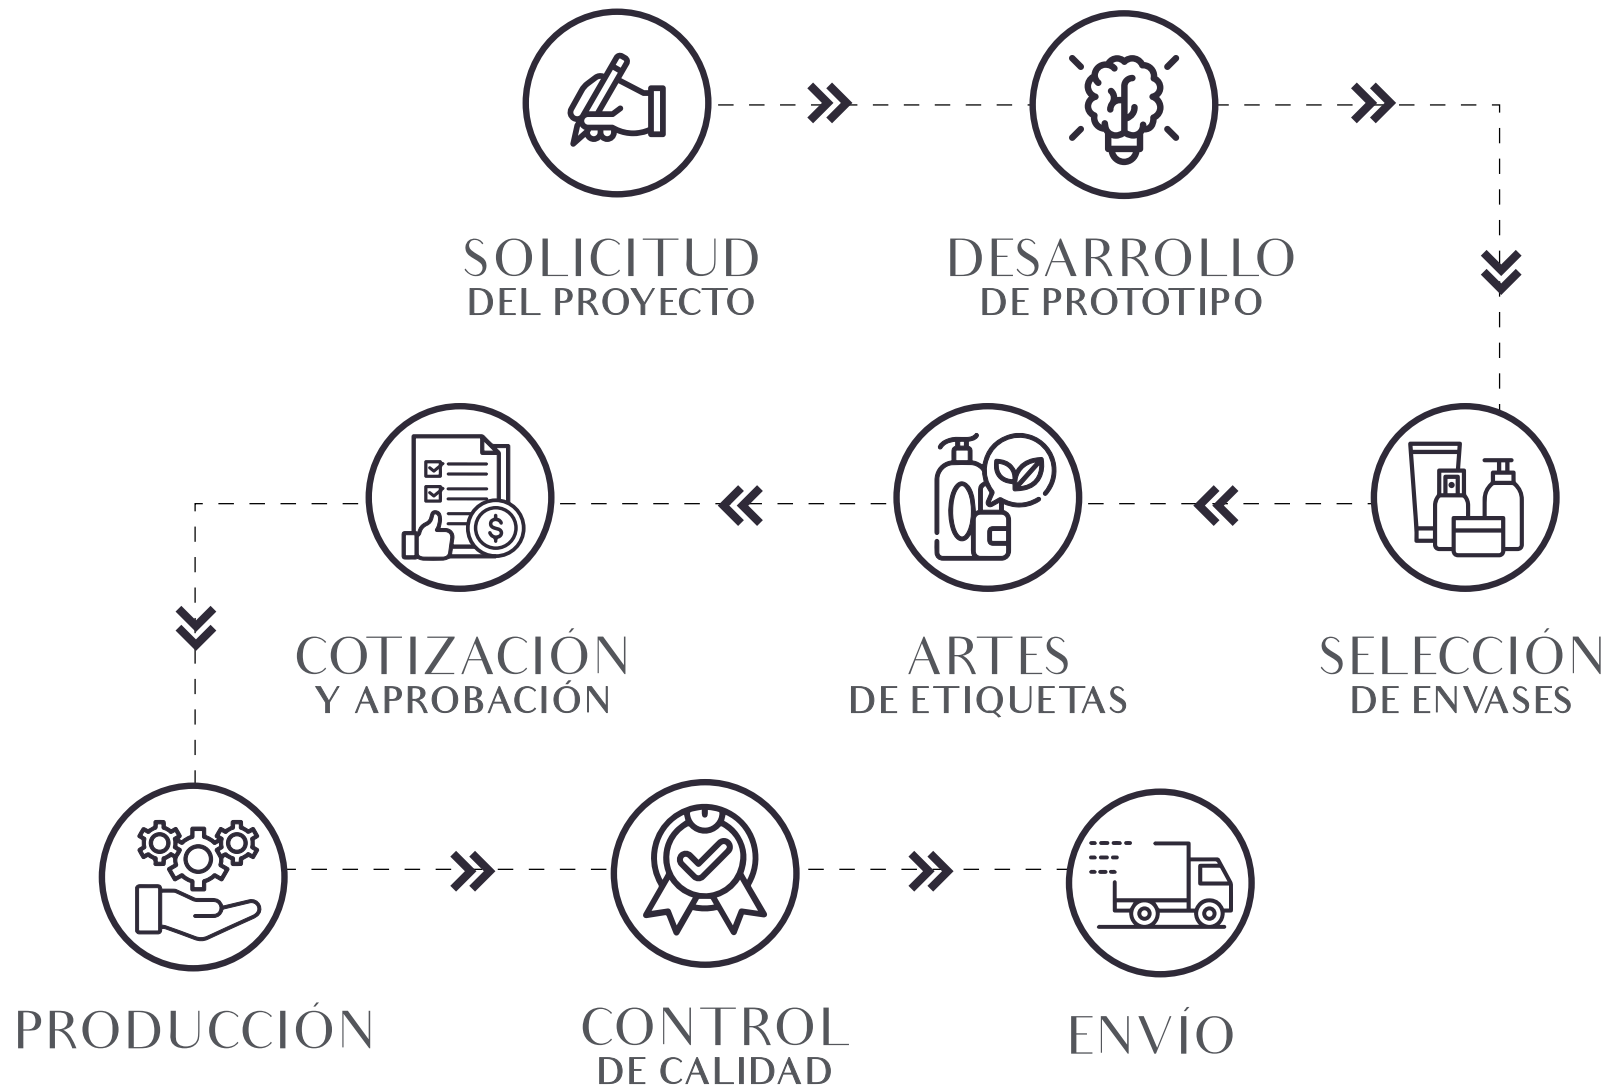 SOLICITUD
DEL PROYECTO
DESARROLLO
DE PROTOTIPO
SELECCIÓN
DE ENVASES
ARTES
DE ETIQUETAS
COTIZACIÓN
Y APROBACIÓN
$
PRODUCCIÓN
CONTROL
DE CALIDAD
ENVÍO